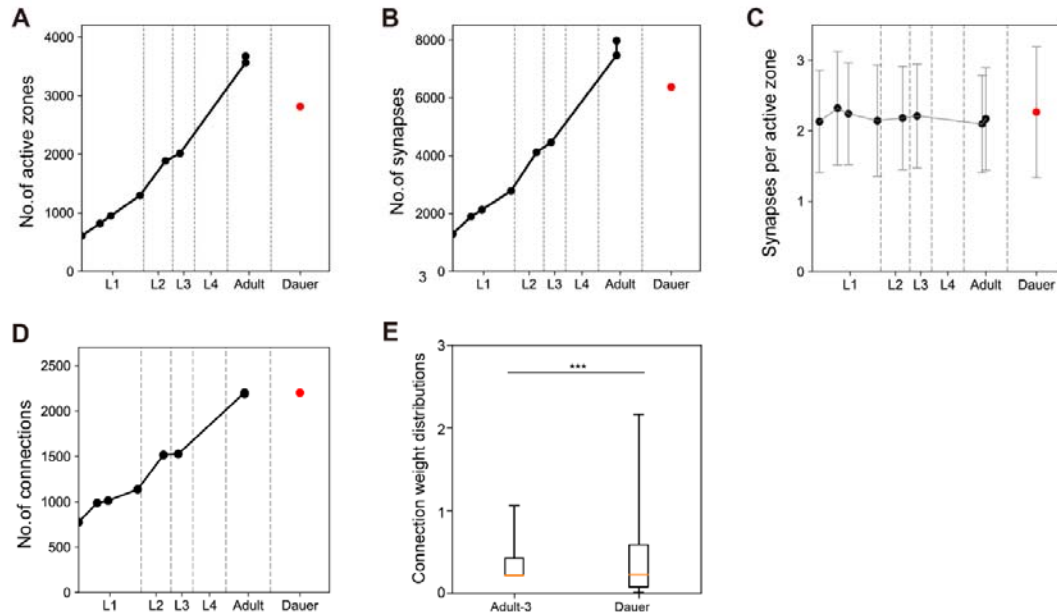 A
No.of active zones
4000
3000
2000
1000
0
L1 L2 L3 L4 Adult Dauer
B
No.of synapses
8000
6000
4000
2000
0
3
L1 L2 L3 L4 Adult Dauer
C
Synapses per active zone
3
2
1
0
L1 L2 L3 L4 Adult Dauer
D
No.of connections
2500
2000
1500
1000
500
0
L1 L2 L3 L4 Adult Dauer
E
Connection weight distributions
3
2
1
0
***
Adult-3 Dauer